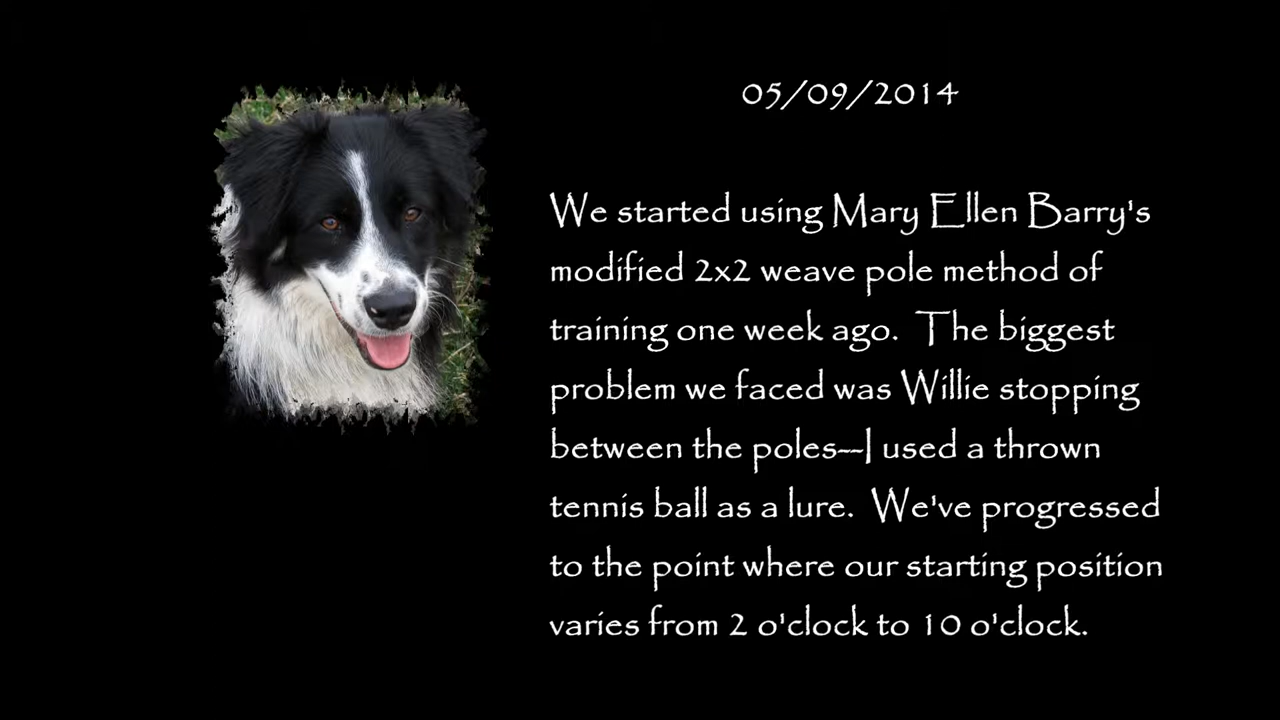 05/09/2014
We started using Mary Ellen Barry's
modified 2x2 weave pole method of
training one week ago.  The biggest
problem we faced was Willie stopping
between the poles--I used a thrown
tennis ball as a lure.  We've progressed
to the point where our starting position
varies from 2 o'clock to 10 o'clock.